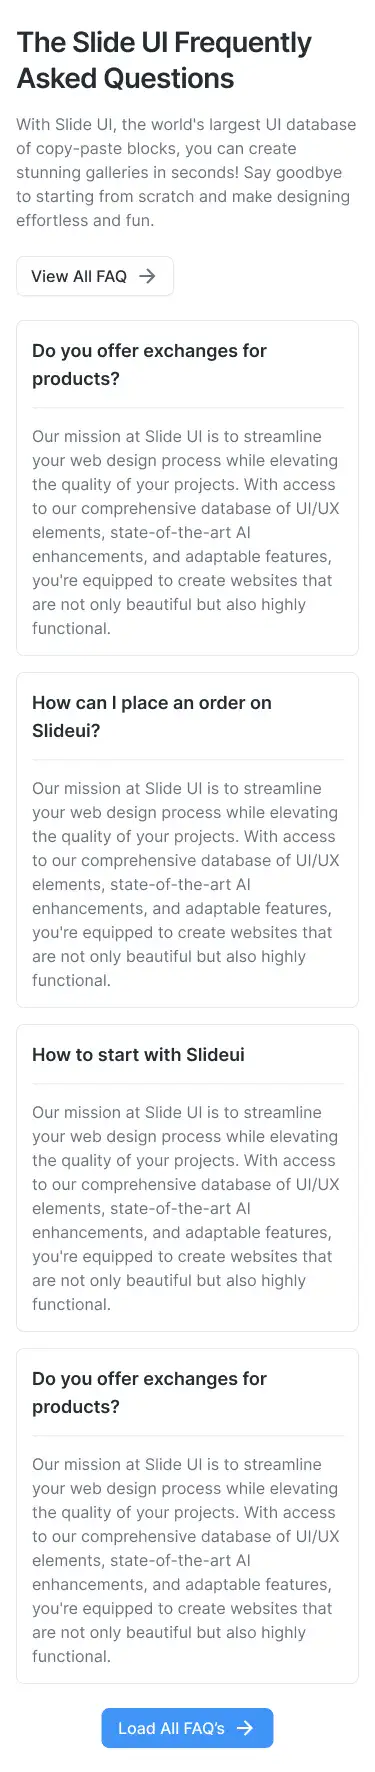 The Slide UI Frequently
Asked Questions
With Slide UI, the world's largest UI database
of copy-paste blocks, you can create
stunning galleries in seconds! Say goodbye
to starting from scratch and make designing
effortless and fun.
View All FAQ
Do you offer exchanges for
products?
Our mission at Slide UI is to streamline
your web design process while elevating
the quality of your projects. With access
to our comprehensive database of UI/UX
elements, state-of-the-art AI
enhancements, and adaptable features,
you're equipped to create websites that
are not only beautiful but also highly
functional.
How can I place an order on
Slideui?
Our mission at Slide UI is to streamline
your web design process while elevating
the quality of your projects. With access
to our comprehensive database of UI/UX
elements, state-of-the-art AI
enhancements, and adaptable features,
you're equipped to create websites that
are not only beautiful but also highly
functional.
How to start with Slideui
Our mission at Slide UI is to streamline
your web design process while elevating
the quality of your projects. With access
to our comprehensive database of UI/UX
elements, state-of-the-art AI
enhancements, and adaptable features,
you're equipped to create websites that
are not only beautiful but also highly
functional.
Do you offer exchanges for
products?
Our mission at Slide UI is to streamline
your web design process while elevating
the quality of your projects. With access
to our comprehensive database of UI/UX
elements, state-of-the-art AI
enhancements, and adaptable features,
you're equipped to create websites that
are not only beautiful but also highly
functional.
Load All FAQ's